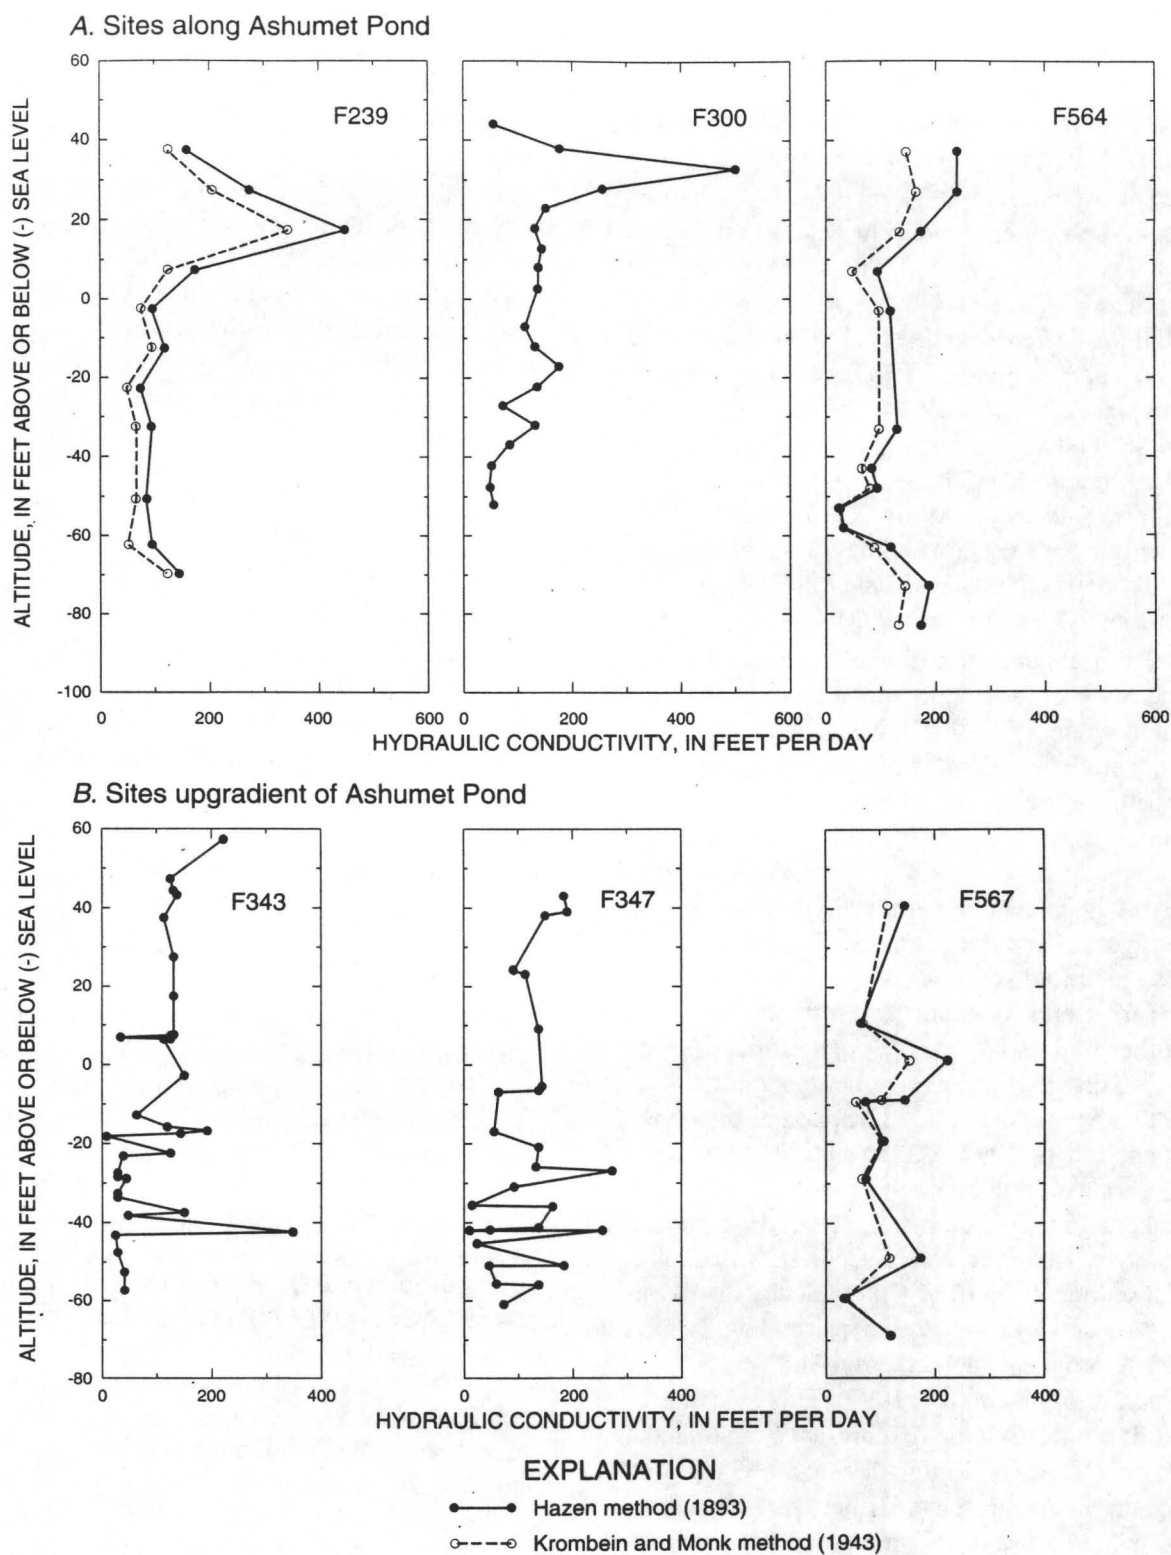 A. Sites along Ashumet Pond
ALTITUDE, IN FEET ABOVE OR BELOW (-) SEA LEVEL
60
40
20
0
-20
-40
-60
-80
-100
F239
F300
F564
0 200 400 600 0 200 400 600 0 200 400 600
HYDRAULIC CONDUCTIVITY, IN FEET PER DAY
B. Sites upgradient of Ashumet Pond
ALTITUDE, IN FEET ABOVE OR BELOW (-) SEA LEVEL
60
40
20
0
-20
-40
-60
-80
F343
F347
F567
0 200 400 0 200 400 0 200 400
HYDRAULIC CONDUCTIVITY, IN FEET PER DAY
EXPLANATION
Hazen method (1893)
Krombein and Monk method (1943)